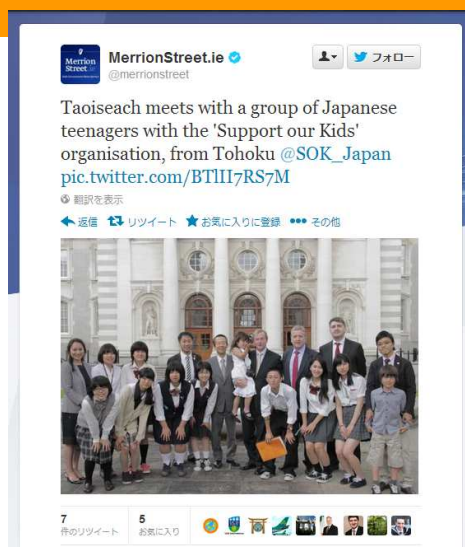 Merrion
Street.ie
MerrionStreet.ie
@merrionstreet
フォロー
Taoiseach meets with a group of Japanese
teenagers with the 'Support our Kids'
organisation, from Tohoku @SOK_Japan
pic.twitter.com/BTlII7RS7M
翻訳を表示
返信 リツイート お気に入りに登録 ••• その他
7
件のリツイート
5
お気に入り